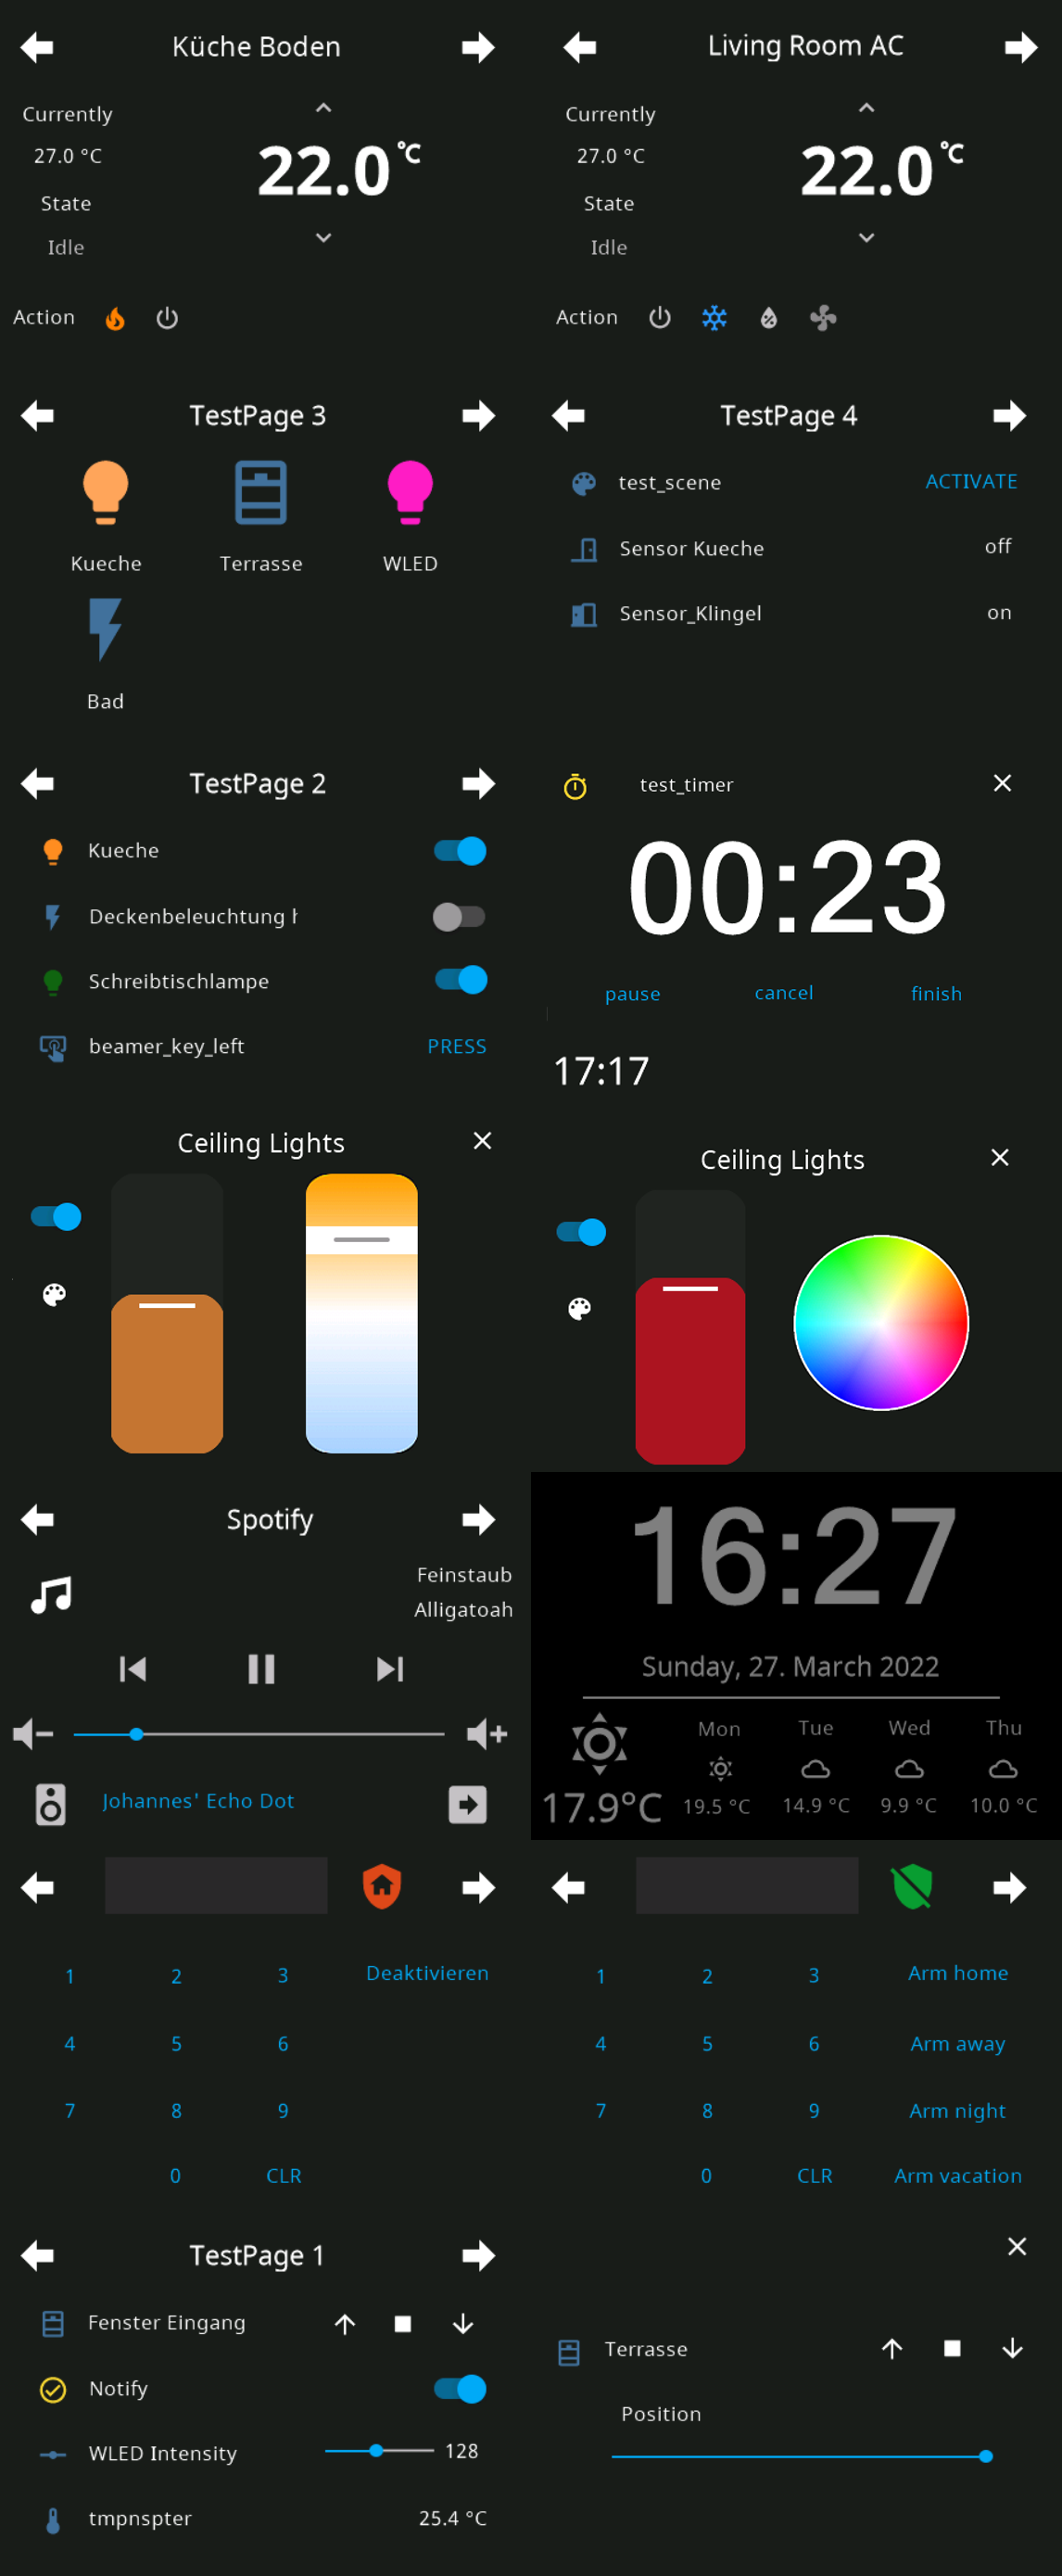 Küche Boden
Currently
27.0 °C
State
Idle
22.0 °C
Action
Living Room AC
Currently
27.0 °C
State
Idle
22.0 °C
Action
TestPage 3
Kueche Terrasse WLED
Bad
TestPage 4
test_scene ACTIVATE
Sensor Kueche off
Sensor_Klingel on
TestPage 2
Kueche
Deckenbeleuchtung
Schreibtischlampe
beamer_key_left PRESS
test_timer
00:23
pause cancel finish
17:17
Ceiling Lights
Ceiling Lights
Spotify
Feinstaub
Alligatoah
Johannes' Echo Dot
16:27
Sunday, 27. March 2022
Mon Tue Wed Thu
17.9°C 19.5 °C 14.9 °C 9.9 °C 10.0 °C
1 2 3 Deaktivieren
4 5 6
7 8 9
0 CLR
1 2 3 Arm home
4 5 6 Arm away
7 8 9 Arm night
0 CLR Arm vacation
TestPage 1
Fenster Eingang
Notify
WLED Intensity 128
tmpnspter 25.4 °C
Terrasse
Position